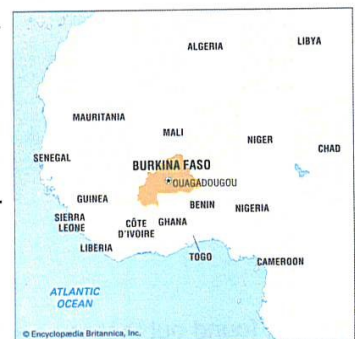 ALGERIA
LIBYA
MAURITANIA
MALI
NIGER
CHAD
SENEGAL
BURKINA FASO
OUAGADOUGOU
GUINEA
BENIN
NIGERIA
SIERRA
LEONE
CÔTE
D'IVOIRE
GHANA
LIBERIA
TOGO
CAMEROON
ATLANTIC
OCEAN
© Encyclopædia Britannica, Inc.